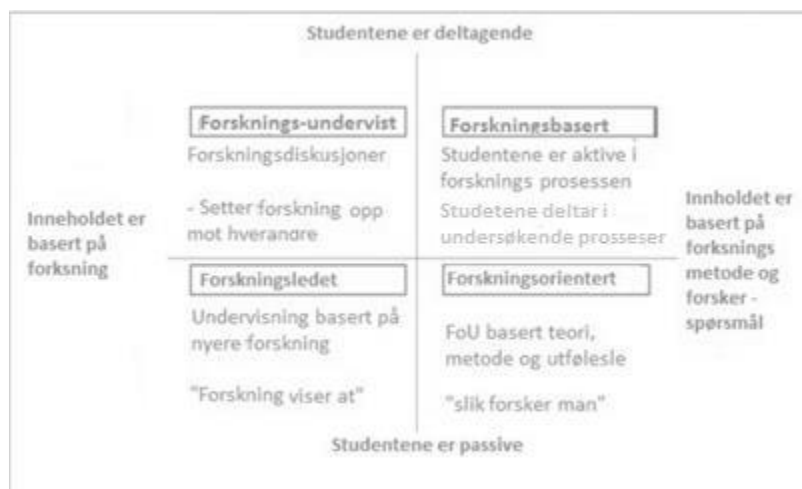 Studentene er deltagende
Forsknings-undervist
Forskningsdiskusjoner
- Setter forskning opp
mot hverandre
Forskningsbasert
Studentene er aktive i
forsknings prosessen
Studetene deltar i
undersøkende prosseser
Inneholdet er
basert på
forksning
Innholdet er
basert på
forksnings
metode og
forsker -
spørsmål
Forskningsledet
Undervisning basert på
nyere forskning
"Forskning viser at"
Forskningsorientert
FoU basert teori,
metode og utfølesle
"slik forsker man"
Studentene er passive